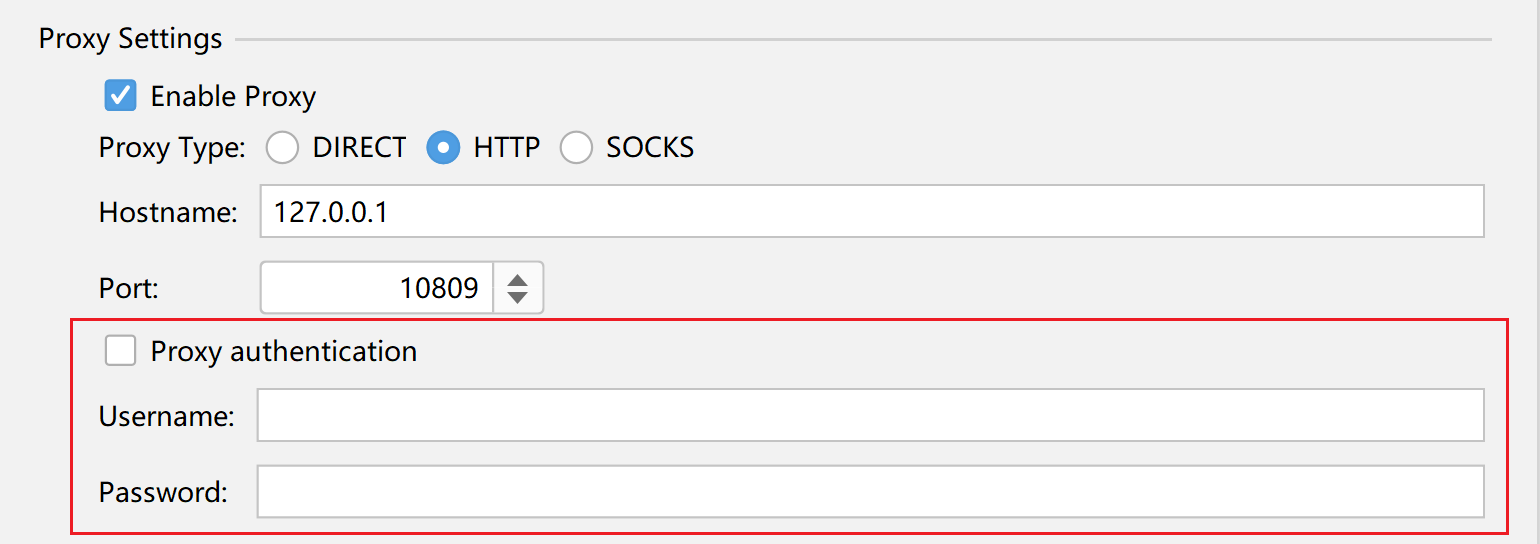 Proxy Settings
Enable Proxy
Proxy Type: DIRECT HTTP SOCKS
Hostname: 127.0.0.1
Port: 10809
Proxy authentication
Username:
Password: